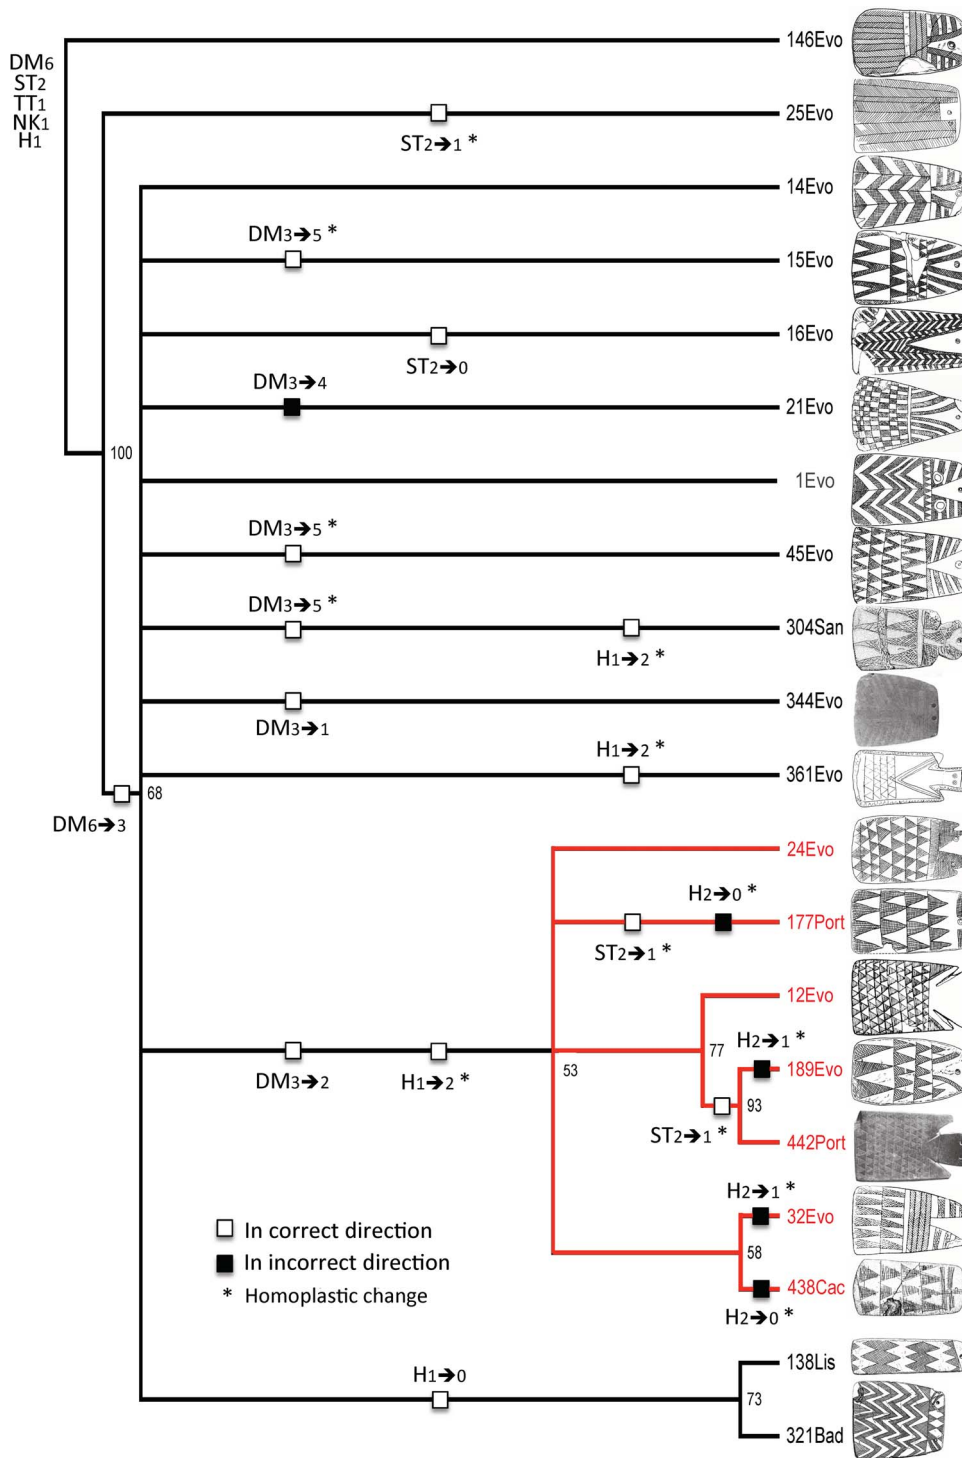 146Evo
DM6
ST2
TT1
NK1
H1
25Evo
ST2➔1 *
14Evo
DM3➔5 *
15Evo
16Evo
ST2➔0
DM3➔4
21Evo
100
1Evo
DM3➔5 *
45Evo
DM3➔5 *
304San
H1➔2 *
344Evo
DM3➔1
H1➔2 *
361Evo
68
DM6➔3
24Evo
H2➔0 *
177Port
ST2➔1 *
12Evo
77
H2➔1 *
189Evo
53
DM3➔2
H1➔2 *
93
ST2➔1 *
442Port
H2➔1 *
32Evo
In correct direction
58
In incorrect direction
438Cac
* Homoplastic change
H2➔0 *
138Lis
H1➔0
73
321Bad